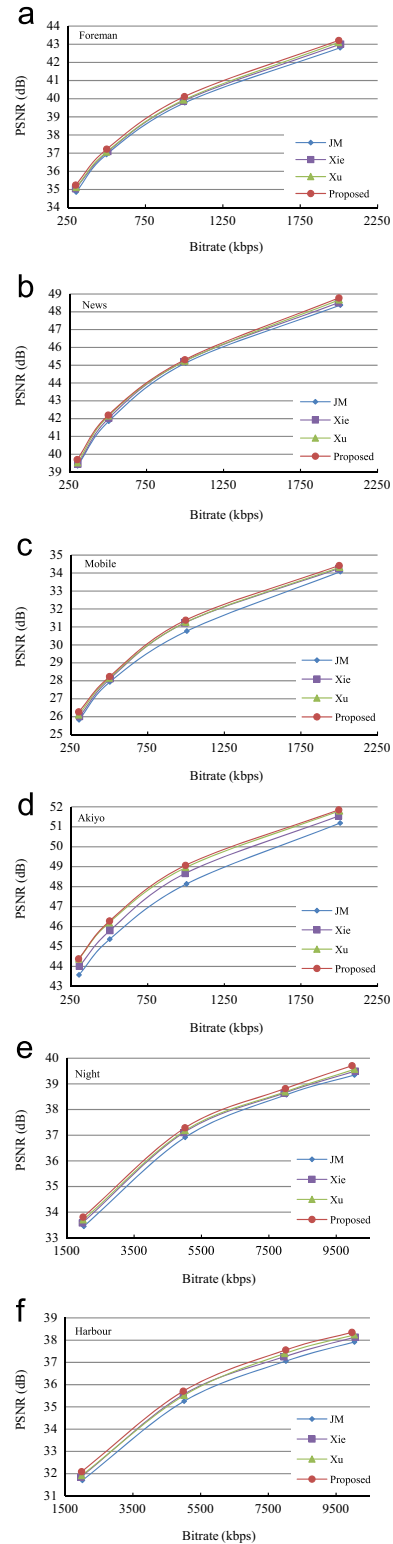 a
Foreman
PSNR (dB)
44
43
42
41
40
39
38
37
36
35
34
JM
Xie
Xu
Proposed
250 750 1250 1750 2250
Bitrate (kbps)
b
News
PSNR (dB)
49
48
47
46
45
44
43
42
41
40
39
JM
Xie
Xu
Proposed
250 750 1250 1750 2250
Bitrate (kbps)
c
Mobile
PSNR (dB)
35
34
33
32
31
30
29
28
27
26
25
JM
Xie
Xu
Proposed
250 750 1250 1750 2250
Bitrate (kbps)
d
Akiyo
PSNR (dB)
52
51
50
49
48
47
46
45
44
43
JM
Xie
Xu
Proposed
250 750 1250 1750 2250
Bitrate (kbps)
e
Night
PSNR (dB)
40
39
38
37
36
35
34
33
JM
Xie
Xu
Proposed
1500 3500 5500 7500 9500
Bitrate (kbps)
f
Harbour
PSNR (dB)
39
38
37
36
35
34
33
32
31
JM
Xie
Xu
Proposed
1500 3500 5500 7500 9500
Bitrate (kbps)